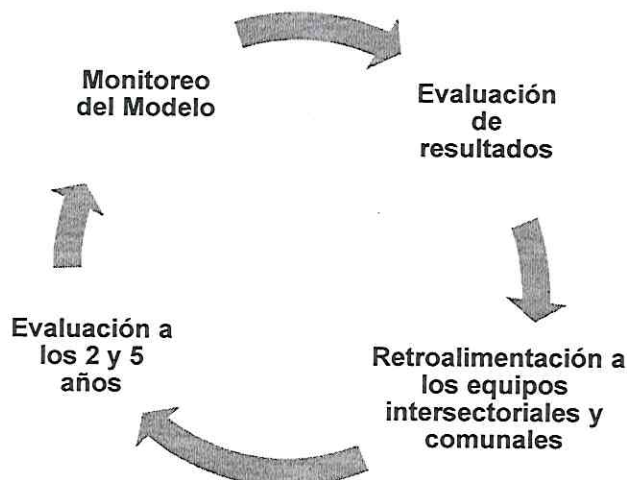 Monitoreo
del Modelo
Evaluación
de
resultados
Retroalimentación a
los equipos
intersectoriales y
comunales
Evaluación a
los 2 y 5
años